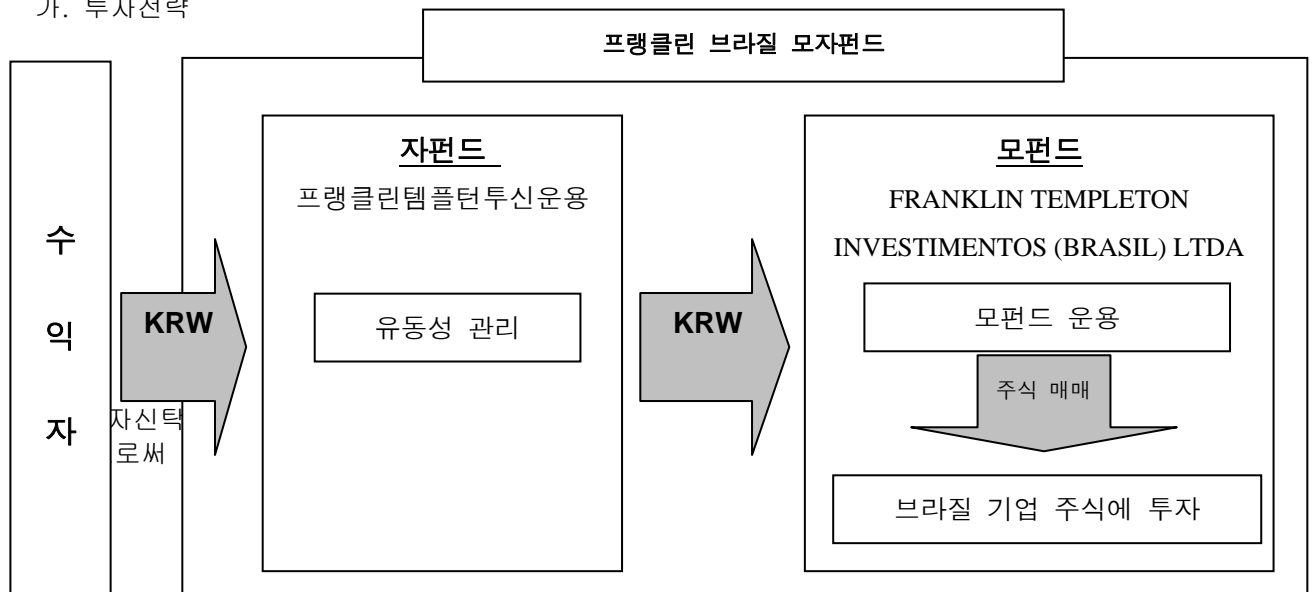 가. 투자전략
프랭클린 브라질 모자펀드
수
익
자
KRW
자신탁
로써
자펀드
프랭클린템플턴투신운용
유동성 관리
KRW
모펀드
FRANKLIN TEMPLETON
INVESTIMENTOS (BRASIL) LTDA
모펀드 운용
주식 매매
브라질 기업 주식에 투자